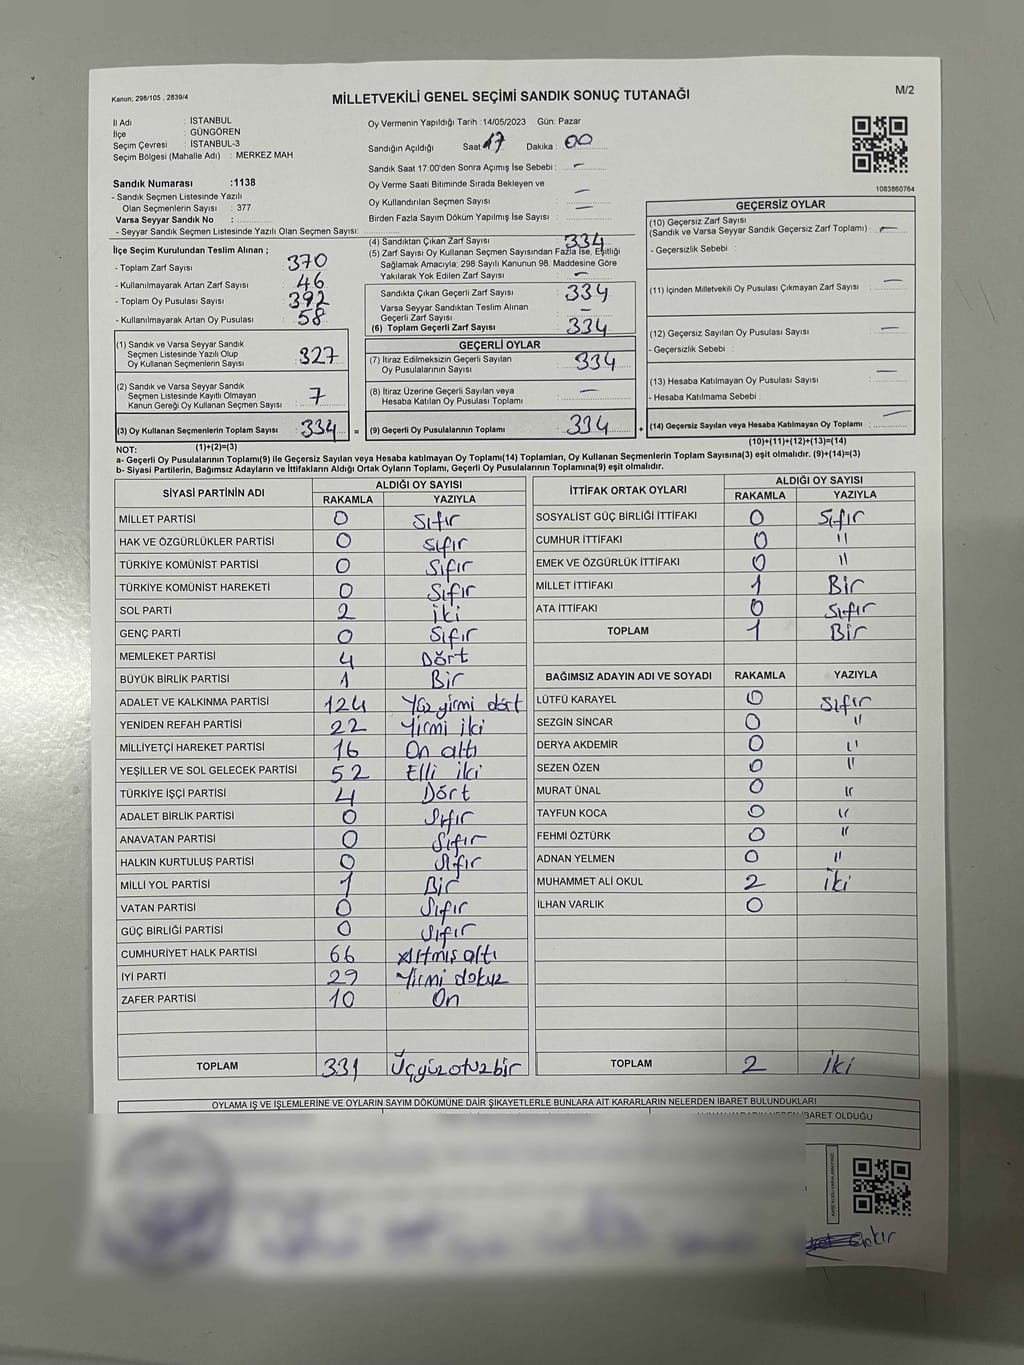 Kanun; 298/105 , 2839/4
MİLLETVEKİLİ GENEL SEÇİMİ SANDIK SONUÇ TUTANAĞI
M/2
İl Adı : İSTANBUL
İlçe : GÜNGÖREN
Seçim Çevresi : İSTANBUL-3
Seçim Bölgesi (Mahalle Adı) : MERKEZ MAH.
Sandık Numarası :1138
- Sandık Seçmen Listesinde Yazılı
Olan Seçmenlerin Sayısı : 377
Varsa Seyyar Sandık No :
- Seyyar Sandık Seçmen Listesinde Yazılı Olan Seçmen Sayısı:
Oy Vermenin Yapıldığı Tarih :14/05/2023 Gün: Pazar
Sandığın Açıldığı Saat 17 Dakika : 00
Sandık Saat 17:00'den Sonra Açımış İse Sebebi : -
Oy Verme Saati Bitiminde Sırada Bekleyen ve
Oy Kullandırılan Seçmen Sayısı -
Birden Fazla Sayım Döküm Yapılmış İse Sayısı : -
1083860764
İlçe Seçim Kurulundan Teslim Alınan ;
- Toplam Zarf Sayısı 370
- Kullanılmayarak Artan Zarf Sayısı 46
- Toplam Oy Pusulası Sayısı 392
- Kullanılmayarak Artan Oy Pusulası 58
(1) Sandık ve Varsa Seyyar Sandık
Seçmen Listesinde Yazılı Olup
Oy Kullanan Seçmenlerin Sayısı 327
(2) Sandık ve Varsa Seyyar Sandık
Seçmen Listesinde Kayıtlı Olmayan
Kanun Gereği Oy Kullanan Seçmen Sayısı 7
(3) Oy Kullanan Seçmenlerin Toplam Sayısı 334 =
(4) Sandıktan Çıkan Zarf Sayısı 334
(5) Zarf Sayısı Oy Kullanan Seçmen Sayısından Fazla İse, Eşitliği
Sağlamak Amacıyla; 298 Sayılı Kanunun 98. Maddesine Göre
Yakılarak Yok Edilen Zarf Sayısı -
Sandıkta Çıkan Geçerli Zarf Sayısı : 334
Varsa Seyyar Sandıktan Teslim Alınan
Geçerli Zarf Sayısı -
(6) Toplam Geçerli Zarf Sayısı 334
GEÇERLİ OYLAR
(7) İtiraz Edilmeksizin Geçerli Sayılan
Oy Pusulalarının Sayısı: 334
(8) İtiraz Üzerine Geçerli Sayılan veya
Hesaba Katılan Oy Pusulası Toplamı -
(9) Geçerli Oy Pusulalarının Toplamı 334 +
GEÇERSİZ OYLAR
(10) Geçersiz Zarf Sayısı
(Sandık ve Varsa Seyyar Sandık Geçersiz Zarf Toplamı) : -
- Geçersizlik Sebebi :
(11) İçinden Milletvekili Oy Pusulası Çıkmayan Zarf Sayısı : -
(12) Geçersiz Sayılan Oy Pusulası Sayısı : -
- Geçersizlik Sebebi :
(13) Hesaba Katılmayan Oy Pusulası Sayısı : -
- Hesaba Katılmama Sebebi :
(14) Geçersiz Sayılan veya Hesaba Katılmayan Oy Toplamı : -
NOT: (1)+(2)=(3)
(10)+(11)+(12)+(13)=(14)
a- Geçerli Oy Pusulalarının Toplamı(9) ile Geçersiz Sayılan veya Hesaba katılmayan Oy Toplamı(14) Toplamları, Oy Kullanan Seçmenlerin Toplam Sayısına(3) eşit olmalıdır. (9)+(14)=(3)
b- Siyasi Partilerin, Bağımsız Adayların ve İttifakların Aldığı Ortak Oyların Toplamı, Geçerli Oy Pusulalarının Toplamına(9) eşit olmalıdır.
SİYASİ PARTİNİN ADI ALDIĞI OY SAYISI
RAKAMLA YAZIYLA
MİLLET PARTİSİ 0 Sıfır
HAK VE ÖZGÜRLÜKLER PARTİSİ 0 Sıfır
TÜRKİYE KOMÜNİST PARTİSİ 0 Sıfır
TÜRKİYE KOMÜNİST HAREKETİ 0 Sıfır
SOL PARTİ 2 İki
GENÇ PARTİ 0 Sıfır
MEMLEKET PARTİSİ 4 Dört
BÜYÜK BİRLİK PARTİSİ 1 Bir
ADALET VE KALKINMA PARTİSİ 124 Yüz yirmi dört
YENİDEN REFAH PARTİSİ 22 Yirmi iki
MİLLİYETÇİ HAREKET PARTİSİ 16 On altı
YEŞİLLER VE SOL GELECEK PARTİSİ 52 Elli iki
TÜRKİYE İŞÇİ PARTİSİ 4 Dört
ADALET BİRLİK PARTİSİ 0 Sıfır
ANAVATAN PARTİSİ 0 Sıfır
HALKIN KURTULUŞ PARTİSİ 0 Sıfır
MİLLİ YOL PARTİSİ 1 Bir
VATAN PARTİSİ 0 Sıfır
GÜÇ BİRLİĞİ PARTİSİ 0 Sıfır
CUMHURİYET HALK PARTİSİ 66 Altmış altı
İYİ PARTİ 29 Yirmi dokuz
ZAFER PARTİSİ 10 On
TOPLAM 331 Üçyüzotuzbir
İTTİFAK ORTAK OYLARI ALDIĞI OY SAYISI
RAKAMLA YAZIYLA
SOSYALİST GÜÇ BİRLİĞİ İTTİFAKI 0 Sıfır
CUMHUR İTTİFAKI 0 "
EMEK VE ÖZGÜRLÜK İTTİFAKI 0 "
MİLLET İTTİFAKI 1 Bir
ATA İTTİFAKI 0 Sıfır
TOPLAM 1 Bir
BAĞIMSIZ ADAYIN ADI VE SOYADI RAKAMLA YAZIYLA
LÜTFÜ KARAYEL 0 Sıfır
SEZGİN SİNCAR 0 "
DERYA AKDEMİR 0 "
SEZEN ÖZEN 0 "
MURAT ÜNAL 0 "
TAYFUN KOCA 0 "
FEHMİ ÖZTÜRK 0 "
ADNAN YELMEN 0 "
MUHAMMET ALİ OKUL 2 İki
İLHAN VARLIK 0
TOPLAM 2 İki
OYLAMA İŞ VE İŞLEMLERİNE VE OYLARIN SAYIM DÖKÜMÜNE DAİR ŞİKAYETLERLE BUNLARA AİT KARARLARIN NELERDEN İBARET BULUNDUKLARI
İBARET OLDUĞU